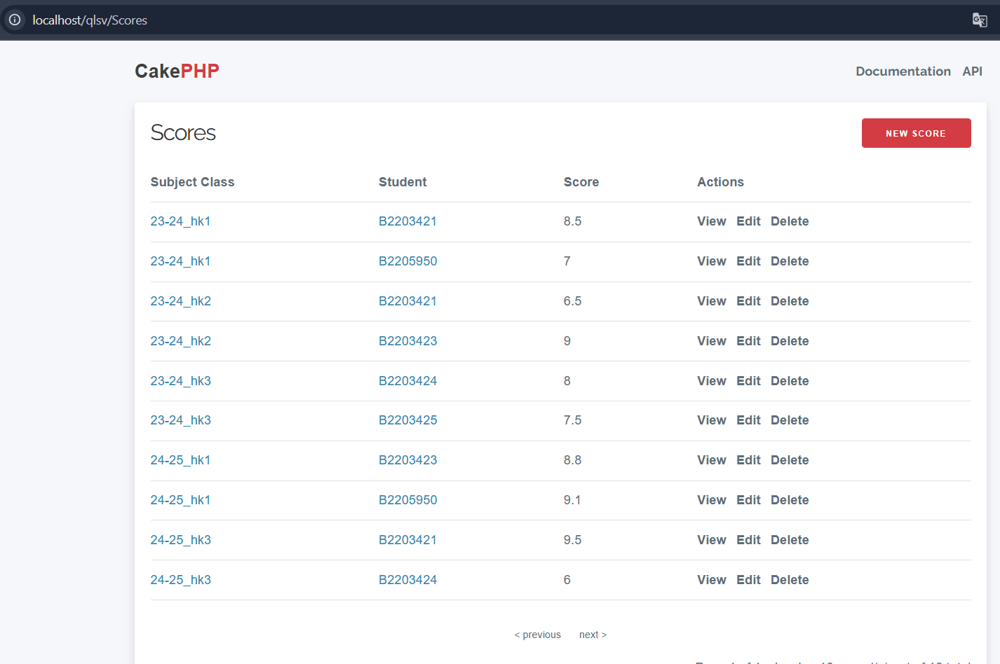 localhost/qlsv/Scores
CakePHP Documentation API
Scores NEW SCORE
Subject Class Student Score Actions
23-24_hk1 B2203421 8.5 View Edit Delete
23-24_hk1 B2205950 7 View Edit Delete
23-24_hk2 B2203421 6.5 View Edit Delete
23-24_hk2 B2203423 9 View Edit Delete
23-24_hk3 B2203424 8 View Edit Delete
23-24_hk3 B2203425 7.5 View Edit Delete
24-25_hk1 B2203423 8.8 View Edit Delete
24-25_hk1 B2205950 9.1 View Edit Delete
24-25_hk3 B2203421 9.5 View Edit Delete
24-25_hk3 B2203424 6 View Edit Delete
< previous next >